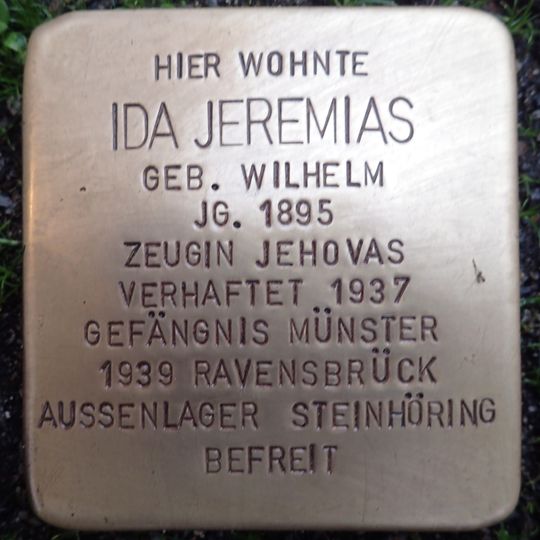 HIER WOHNTE
IDA JEREMIAS
GEB. WILHELM
JG. 1895
ZEUGIN JEHOVAS
VERHAFTET 1937
GEFÄNGNIS MÜNSTER
1939 RAVENSBRÜCK
AUSSENLAGER STEINHÖRING
BEFREIT